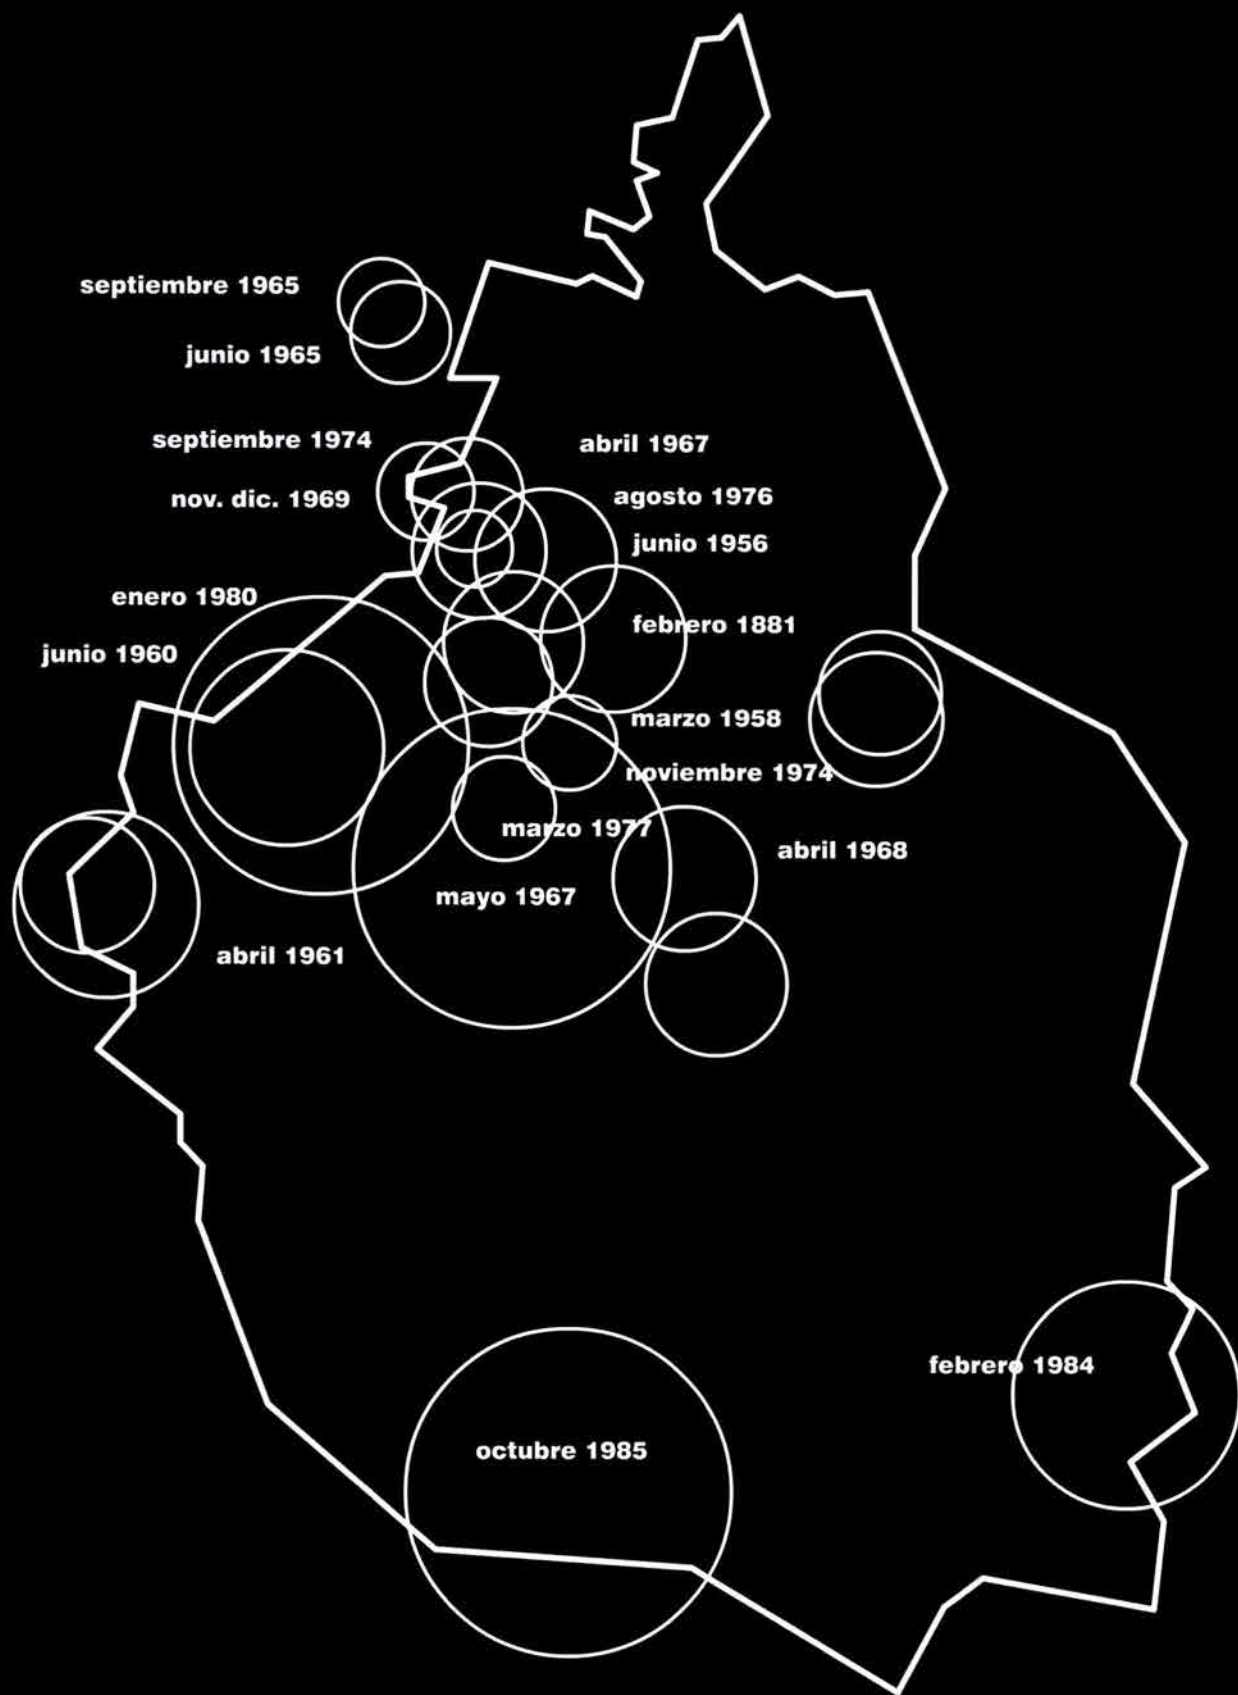 septiembre 1965
junio 1965
septiembre 1974
abril 1967
nov. dic. 1969
agosto 1976
junio 1956
enero 1980
febrero 1881
junio 1960
marzo 1958
noviembre 1974
marzo 1977
abril 1968
mayo 1967
abril 1961
febrero 1984
octubre 1985